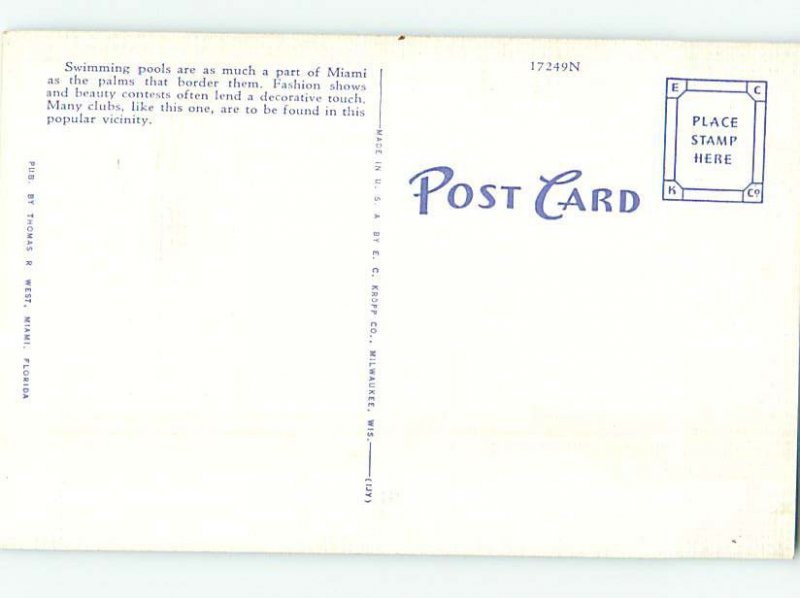 Swimming pools are as much a part of Miami
as the palms that border them. Fashion shows
and beauty contests often lend a decorative touch.
Many clubs, like this one, are to be found in this
popular vicinity.
PUB. BY THOMAS R. WEST, MIAMI, FLORIDA
MADE IN U. S. A BY E. C. KROPP CO., MILWAUKEE, WIS. (IJY)
17249N
POST CARD
E C
PLACE
STAMP
HERE
K Co